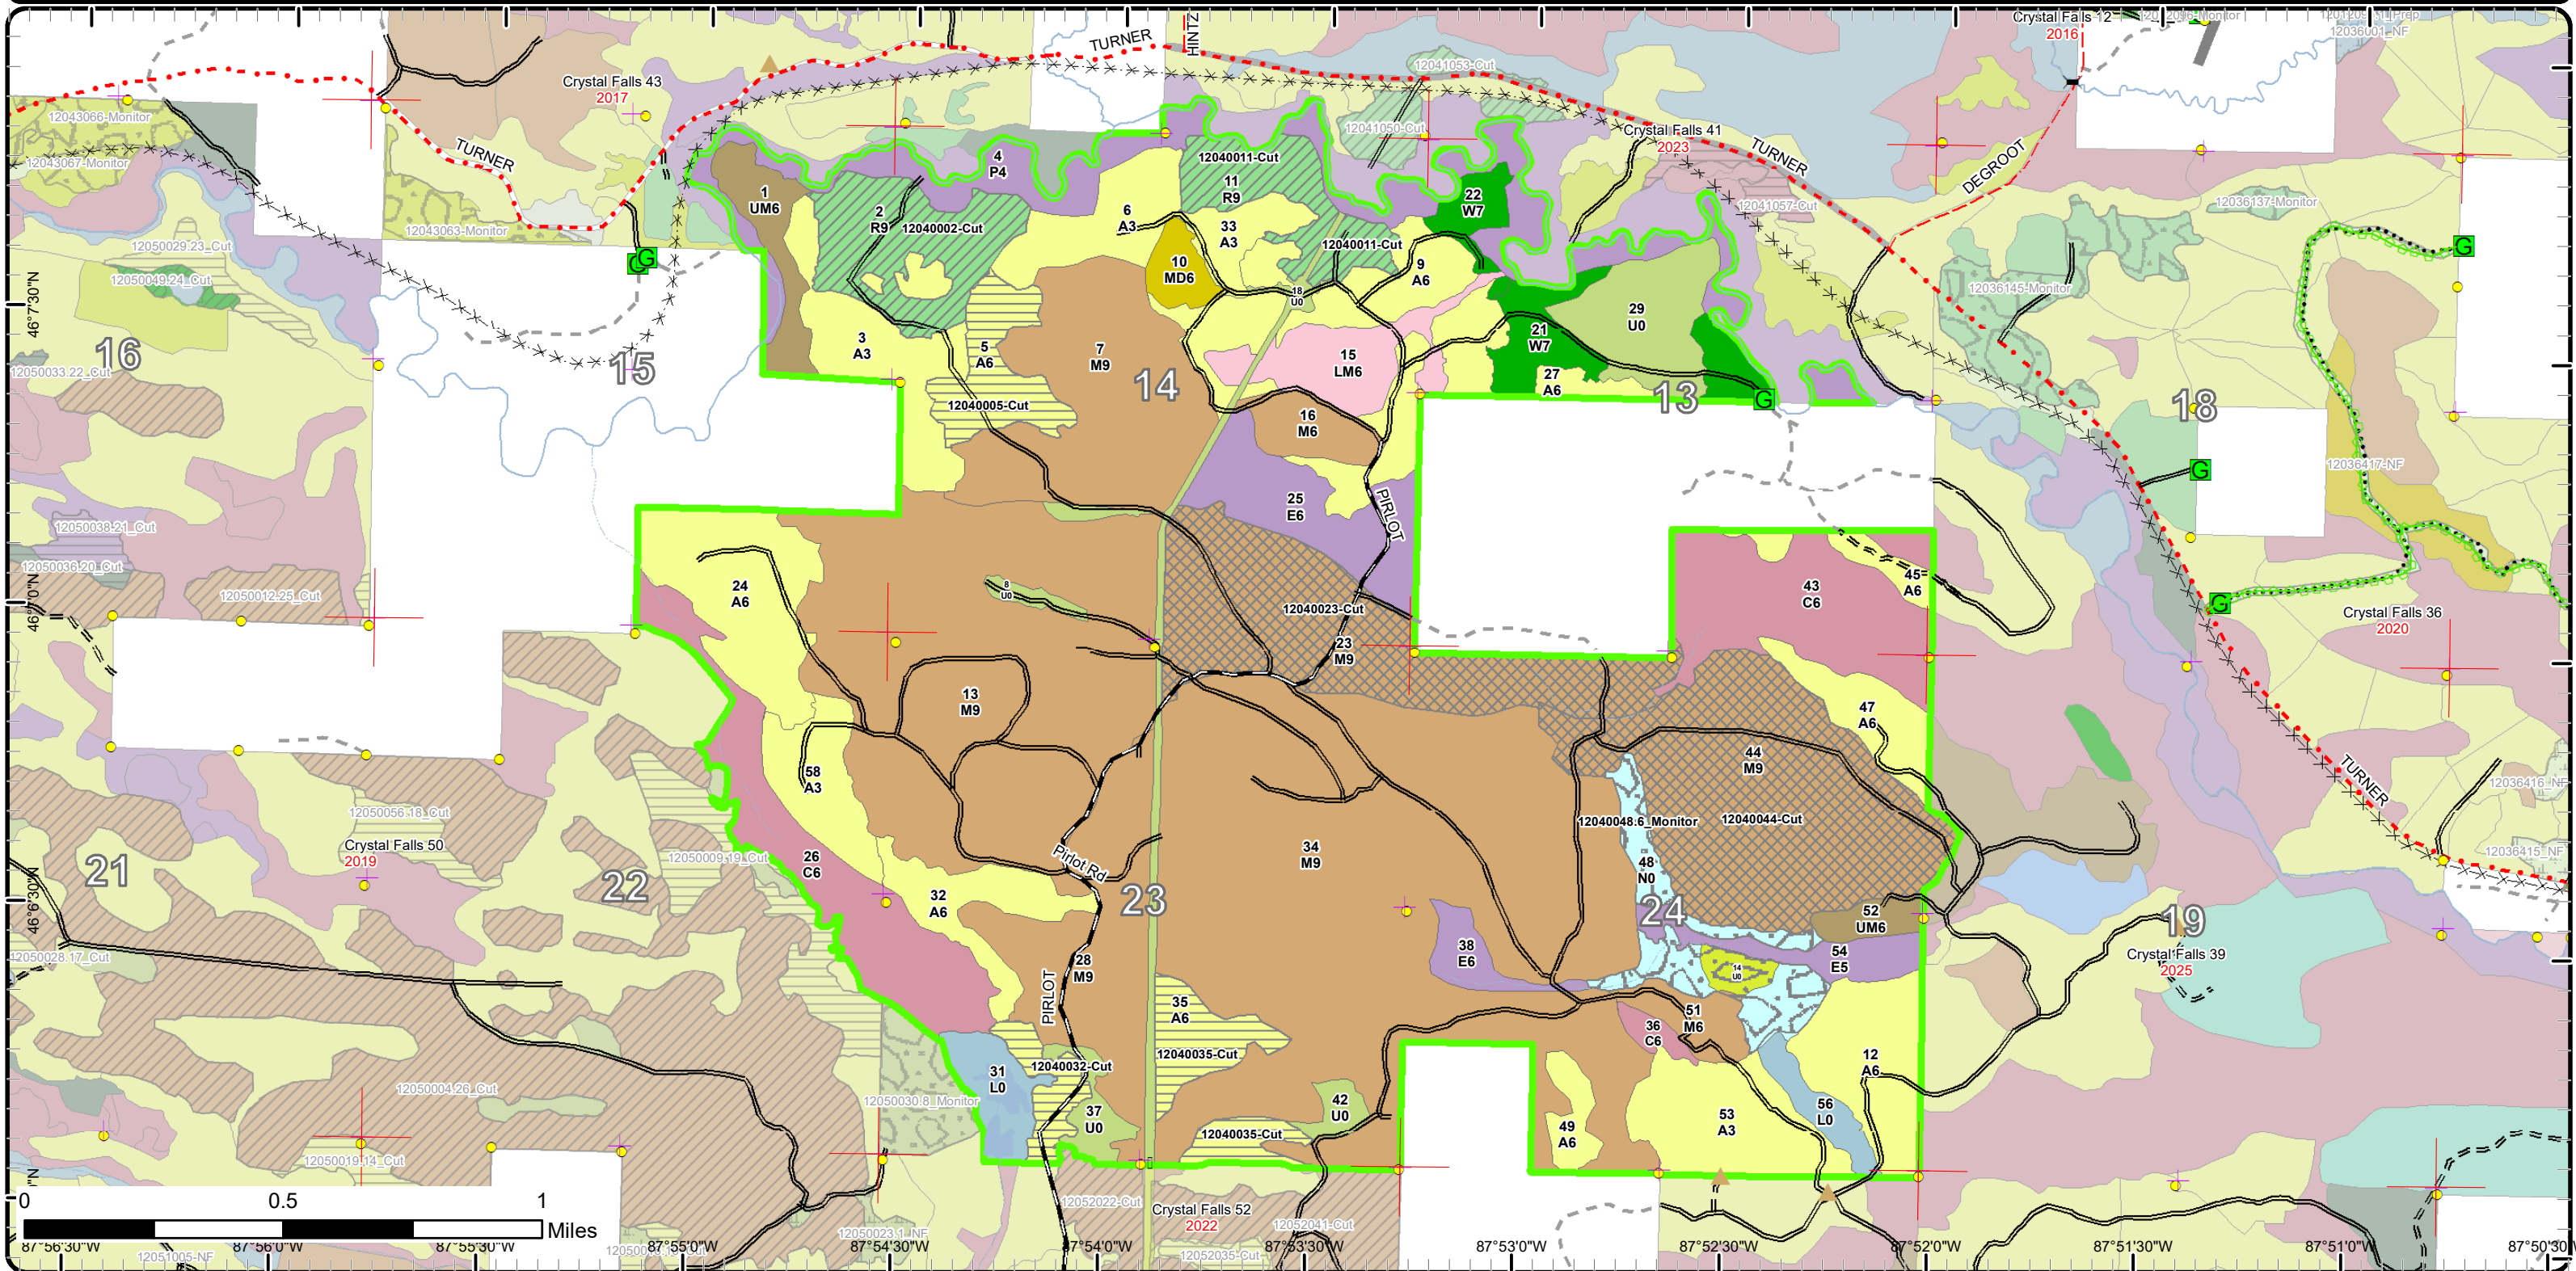 Crystal Falls 12
2016
12036001_NF
7
TURNER
HINTZ
12041053-Cut
Crystal Falls 43
2017
12043066-Monitor
12041050-Cut
Crystal Falls 41
2023
TURNER
DEGROOT
12043067-Monitor
TURNER
4
P4
12040011-Cut
11
R9
1
UM6
22
W7
12041057-Cut
12036137-Monitor
2
R9
12040002-Cut
6
A3
33
A3
12040011-Cut
12043063-Monitor
12050029.23_Cut
G
G
G
10
MD6
9
A6
12050049.24_Cut
12036145-Monitor
18
U0
29
U0
46°7'30"N
21
W7
3
A3
5
A6
7
M9
15
LM6
16
15
14
13
18
27
A6
G
12050033.22_Cut
12040005-Cut
16
M6
12036417-NF
G
25
E6
PIRLOT
12050038.21_Cut
12050036.20_Cut
12050012-25_Cut
24
A6
8
U0
43
C6
45
A6
46°7'0"N
G
12040023-Cut
23
M9
Crystal Falls 36
2020
13
M9
47
A6
44
M9
58
A3
TURNER
12036416_NF
12050056.18_Cut
12040048.6_Monitor
12040044-Cut
Crystal Falls 50
2019
12050009.19_Cut
Pirlot Rd
34
M9
26
C6
48
N0
12036415_NF
21
22
23
24
19
32
A6
52
UM6
46°6'30"N
38
E6
54
E5
Crystal Falls 39
2025
12050028.17_Cut
28
M9
14
U0
PIRLOT
35
A6
51
M6
36
C6
12040035-Cut
12040032-Cut
12
A6
31
L0
12050004.26_Cut
12050030.8_Monitor
37
U0
42
U0
53
A3
56
L0
49
A6
12040035-Cut
12050019.14_Cut
0
0.5
1
Miles
12052022-Cut
Crystal Falls 52
2022
12052041-Cut
12050023.1_NF
12051005-NF
12052035-Cut
87°56'30"W
87°56'0"W
87°55'30"W
87°55'0"W
87°54'30"W
87°54'0"W
87°53'30"W
87°53'0"W
87°52'30"W
87°52'0"W
87°51'30"W
87°51'0"W